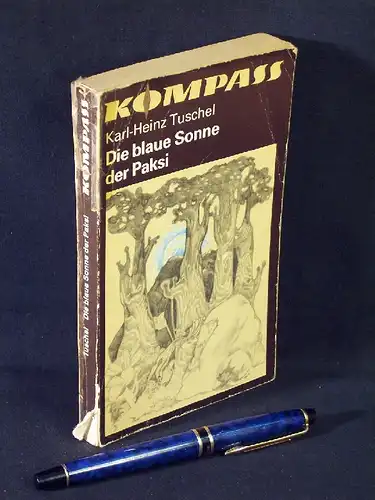 KOMPASS
Karl-Heinz Tuschel
Die blaue Sonne
der Paksi
Tuschel Die blaue Sonne der Paksi KOMPASS